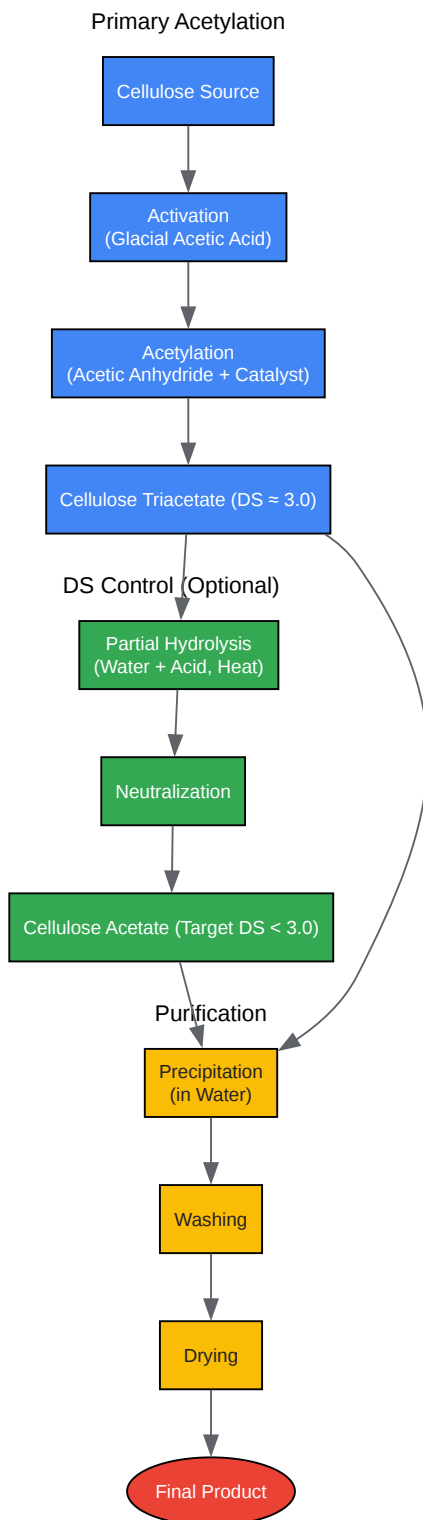 Primary Acetylation
Cellulose Source
Activation
(Glacial Acetic Acid)
Acetylation
(Acetic Anhydride + Catalyst)
Cellulose Triacetate (DS ≈ 3.0)
DS Control (Optional)
Partial Hydrolysis
(Water + Acid, Heat)
Neutralization
Cellulose Acetate (Target DS < 3.0)
Purification
Precipitation
(in Water)
Washing
Drying
Final Product